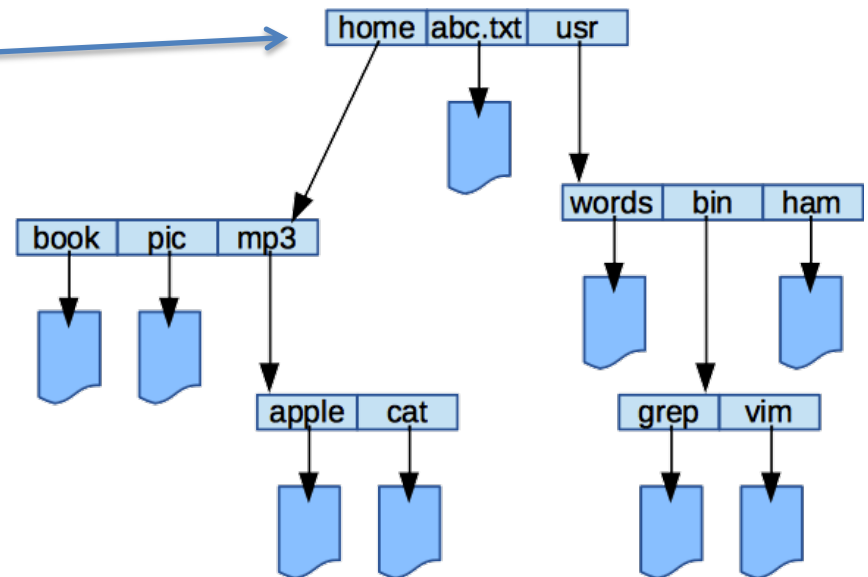 home abc.txt usr
words bin ham
book pic mp3
apple cat
grep vim